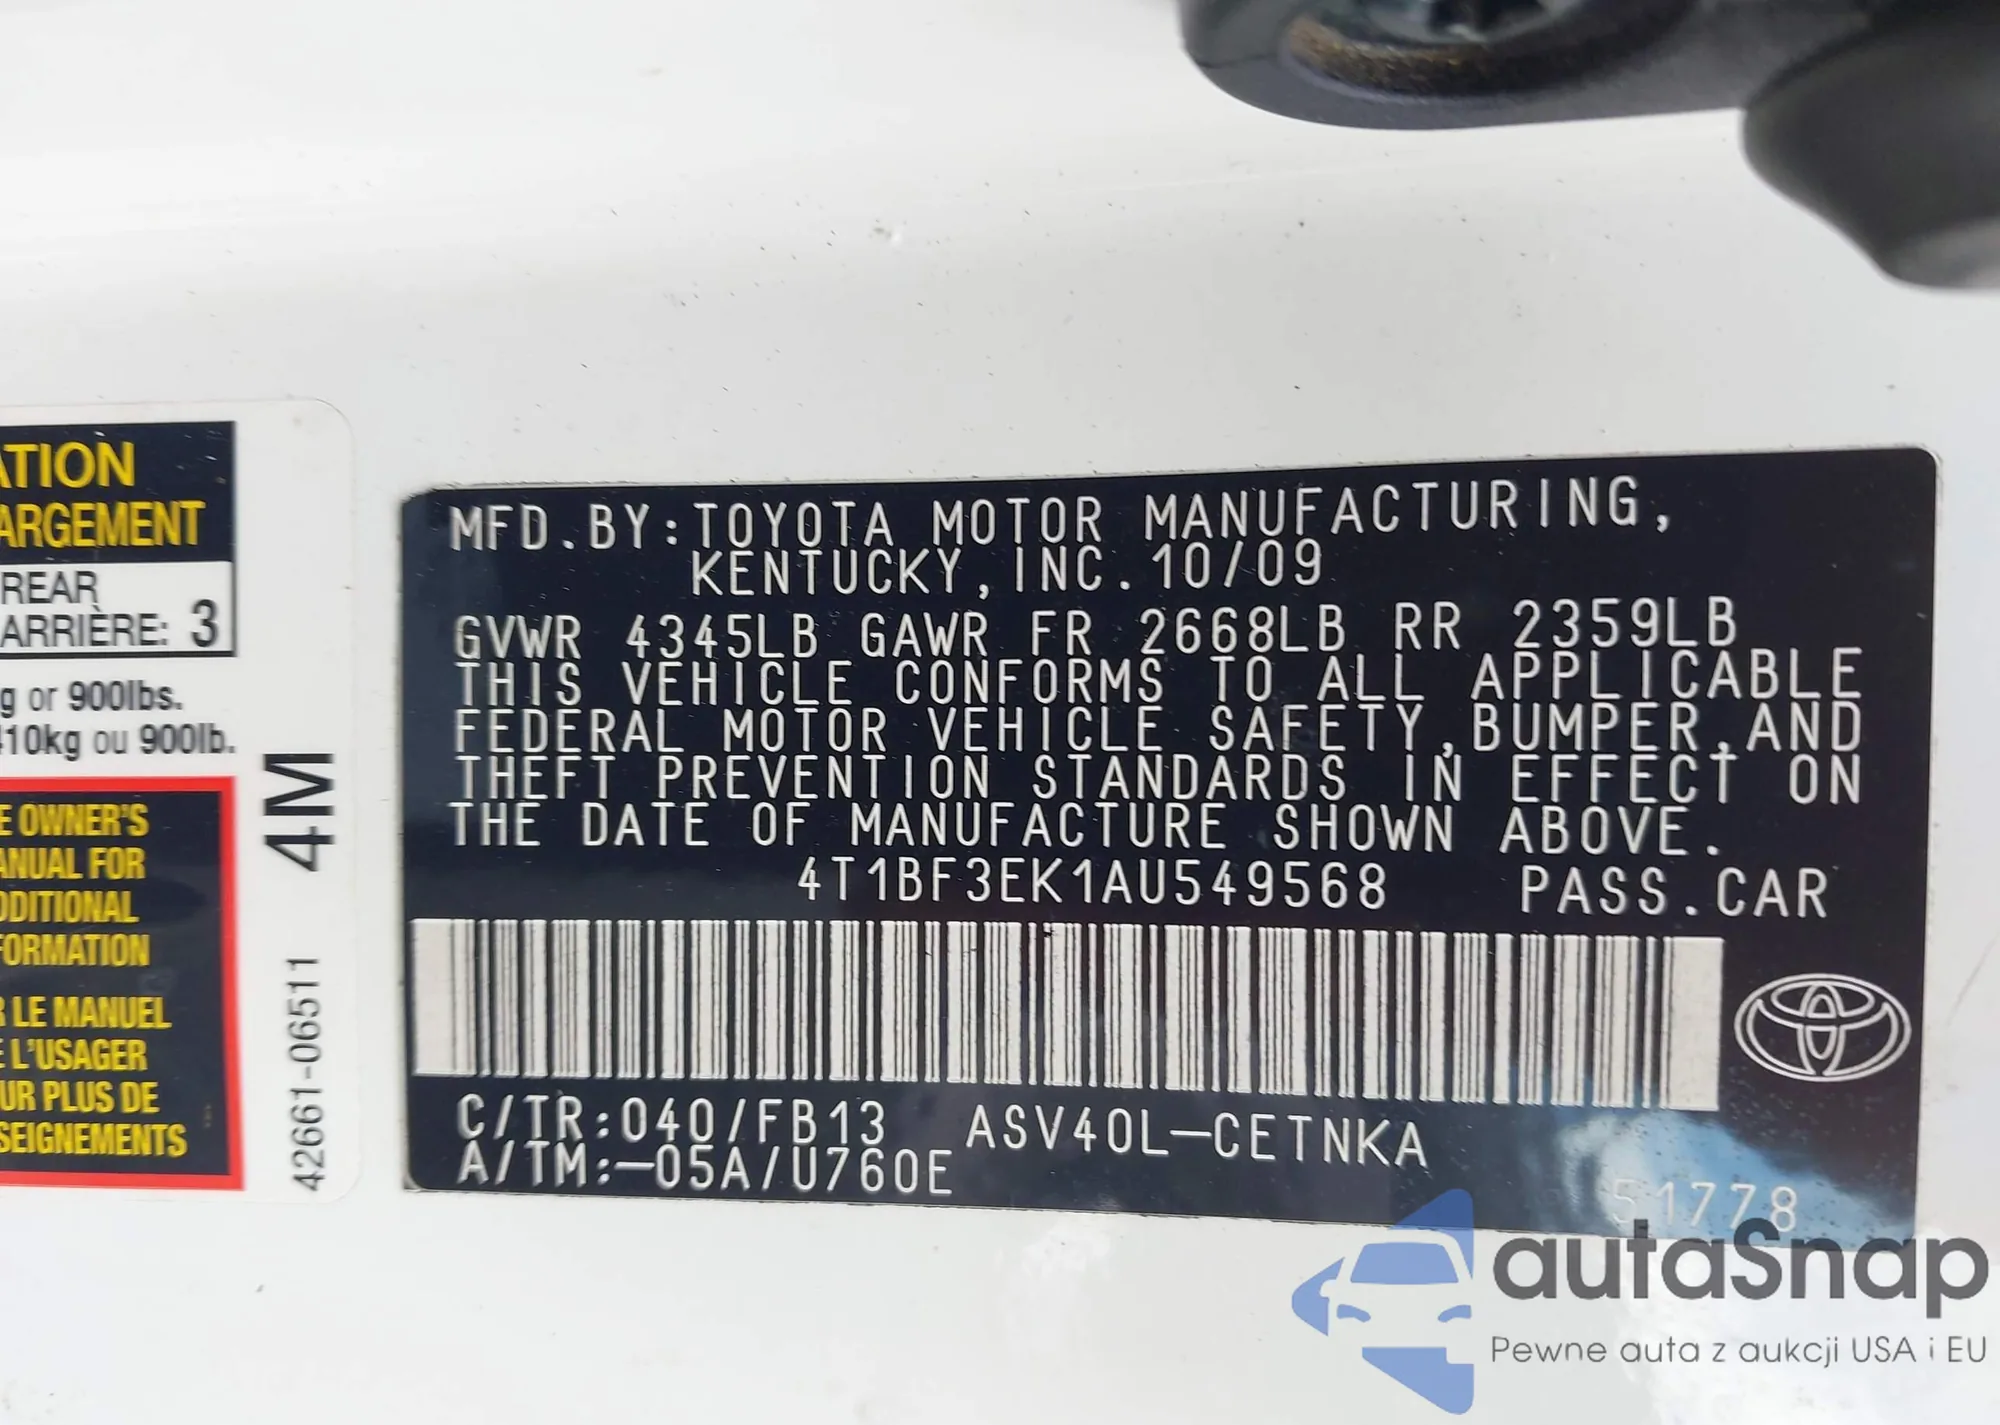 ATION
ARGEMENT
REAR
ARRIÈRE: 3
g or 900lbs.
410kg ou 900lb.
E OWNER'S
ANUAL FOR
DDITIONAL
FORMATION
R LE MANUEL
E L'USAGER
UR PLUS DE
SEIGNEMENTS
4M
42661-06511
MFD.BY:TOYOTA MOTOR MANUFACTURING,
KENTUCKY,INC.10/09
GVWR 4345LB GAWR FR 2668LB RR 2359LB
THIS VEHICLE CONFORMS TO ALL APPLICABLE
FEDERAL MOTOR VEHICLE SAFETY,BUMPER,AND
THEFT PREVENTION STANDARDS IN EFFECT ON
THE DATE OF MANUFACTURE SHOWN ABOVE.
4T1BF3EK1AU549568 PASS.CAR
C/TR:040/FB13 ASV40L-CETNKA
A/TM:-05A/U760E
51778
autaSnap
Pewne auta z aukcji USA i EU